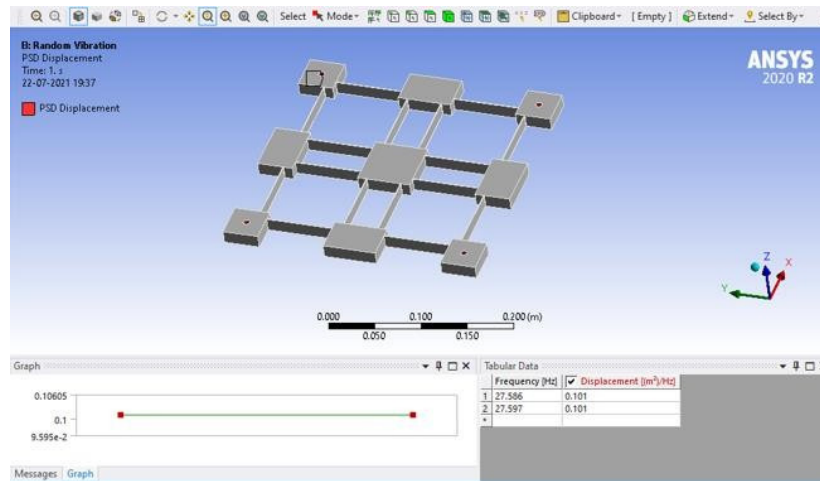 Select Mode Clipboard [ Empty ] Extend Select By
B: Random Vibration
PSD Displacement
Time: 1. s
22-07-2021 19:37
PSD Displacement
ANSYS
2020 R2
Z
X
Y
0.000 0.100 0.200 (m)
0.050 0.150
Graph
0.10605
0.1
9.595e-2
Messages Graph
Tabular Data
Frequency [Hz] Displacement [(m²)/Hz]
1 27.586 0.101
2 27.597 0.101
*